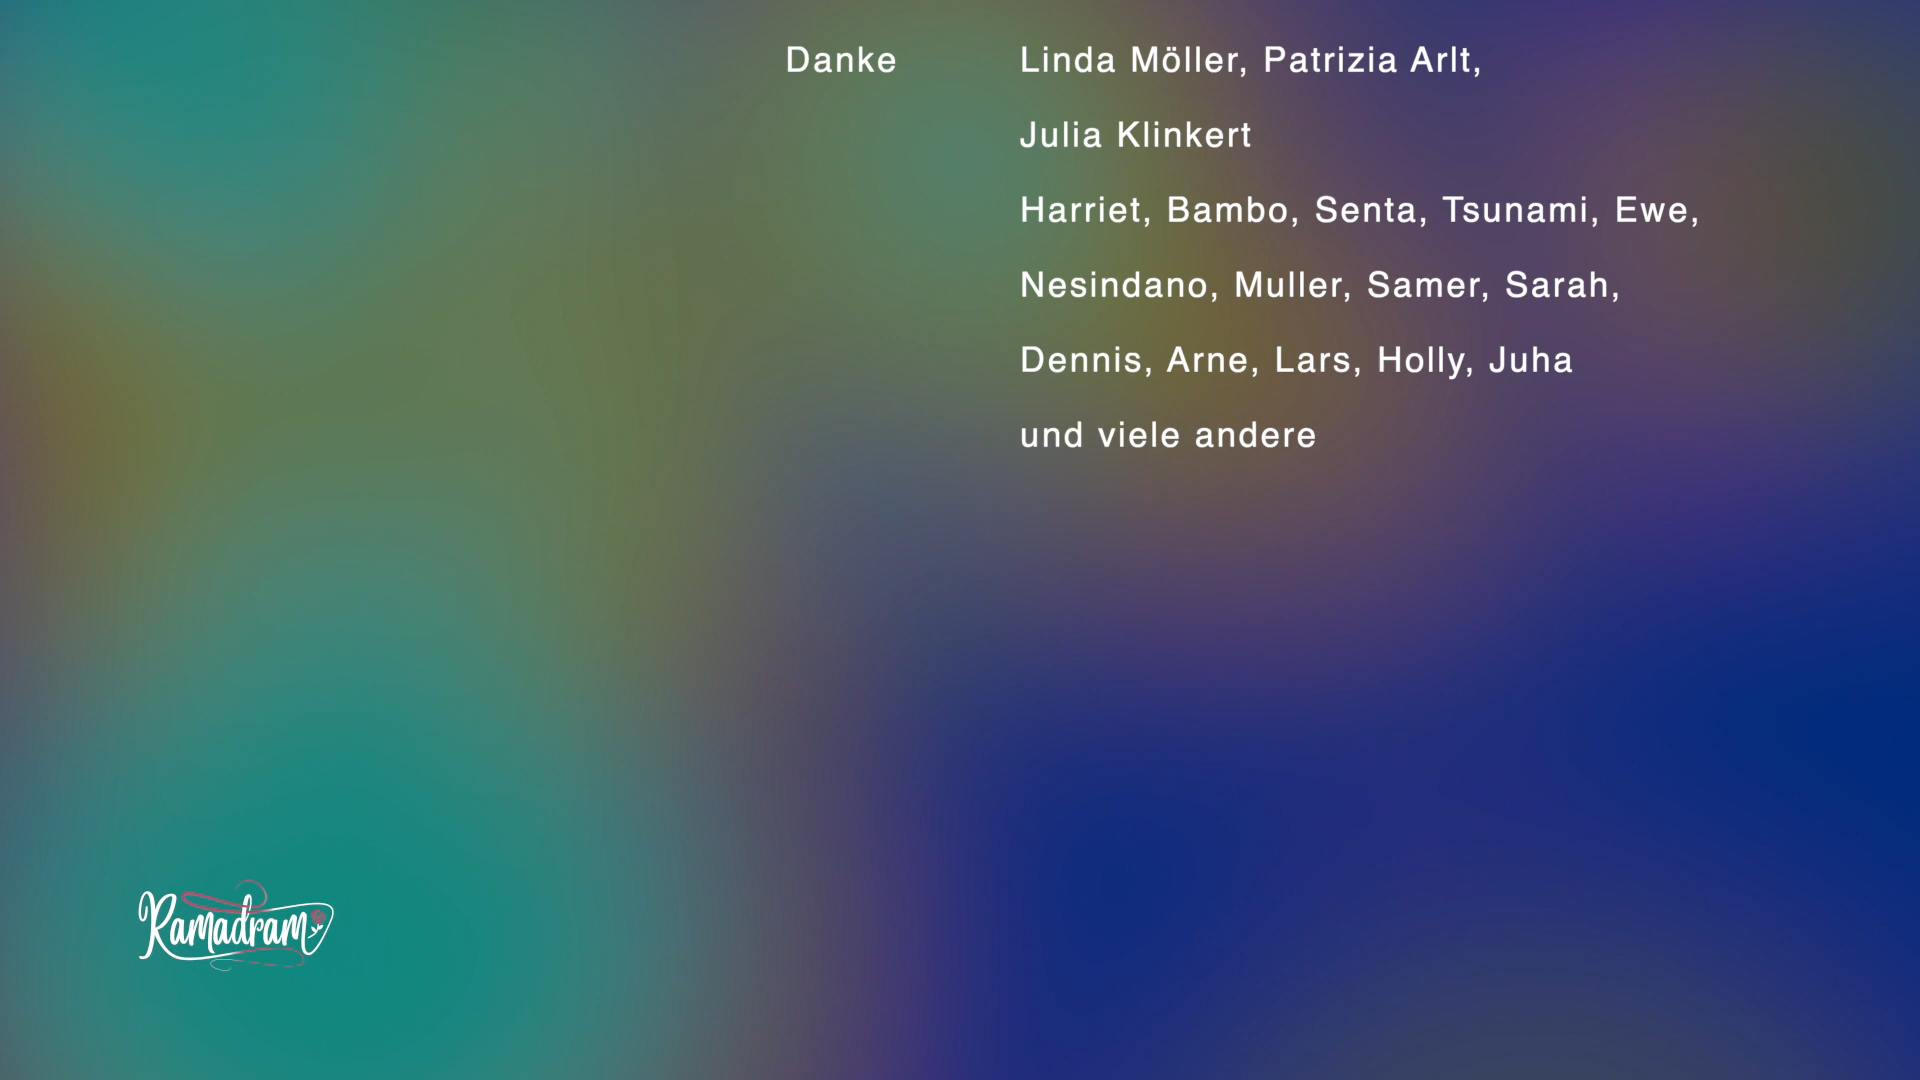 Danke Linda Möller, Patrizia Arlt,
Julia Klinkert
Harriet, Bambo, Senta, Tsunami, Ewe,
Nesindano, Muller, Samer, Sarah,
Dennis, Arne, Lars, Holly, Juha
und viele andere
Ramadram